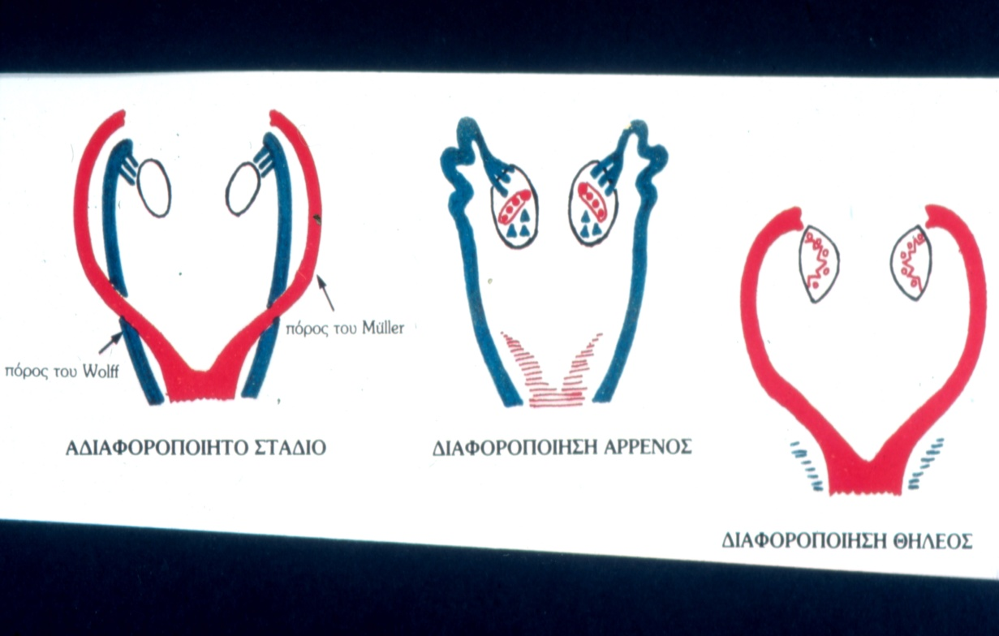 πόρος του Müller
πόρος του Wolff
ΑΔΙΑΦΟΡΟΠΟΙΗΤΟ ΣΤΑΔΙΟ
ΔΙΑΦΟΡΟΠΟΙΗΣΗ ΑΡΡΕΝΟΣ
ΔΙΑΦΟΡΟΠΟΙΗΣΗ ΘΗΛΕΟΣ